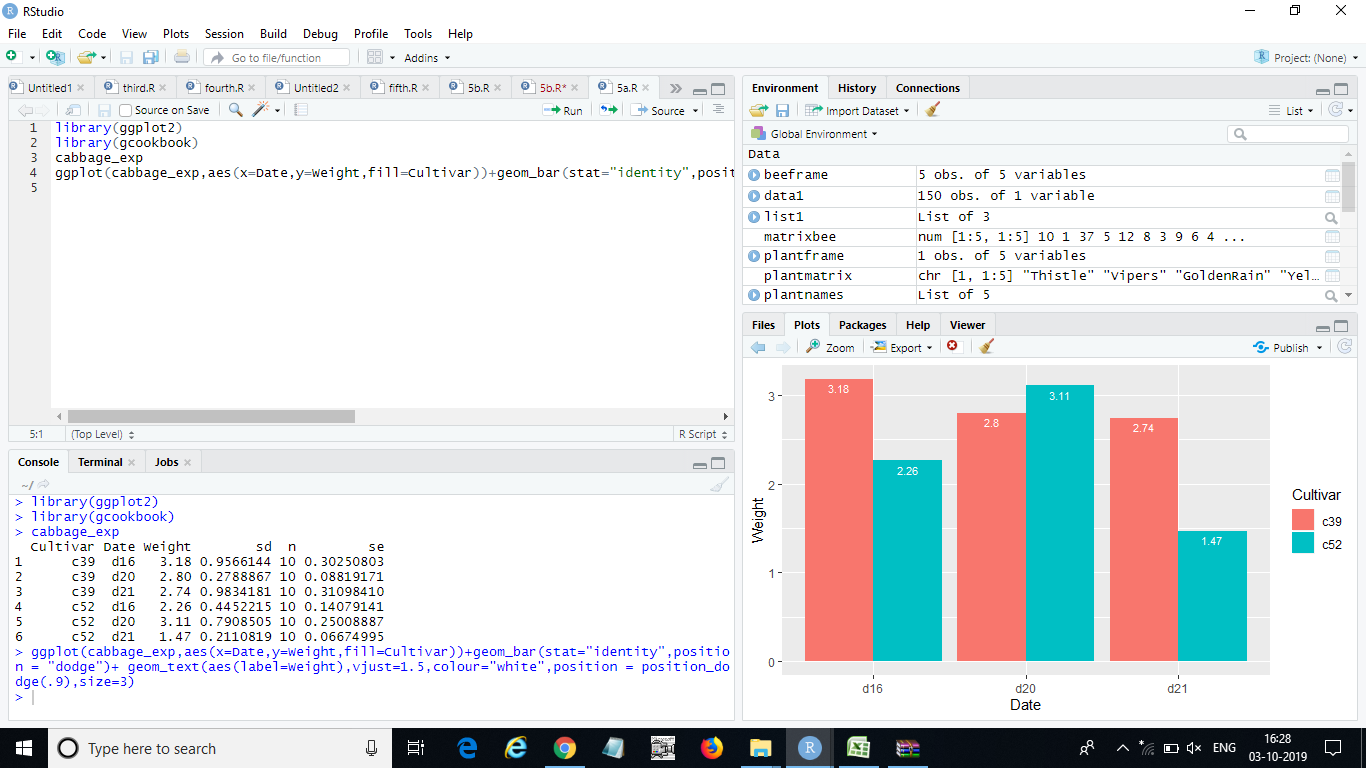 RStudio
File Edit Code View Plots Session Build Debug Profile Tools Help
Go to file/function Addins Project: (None)
Untitled1 third.R fourth.R Untitled2 fifth.R 5b.R 5b.R* 5a.R
Source on Save Run Source
1 library(ggplot2)
2 library(gcookbook)
3 cabbage_exp
4 ggplot(cabbage_exp,aes(x=Date,y=Weight,fill=Cultivar))+geom_bar(stat="identity",posit
5
5:1 (Top Level) R Script
Console Terminal Jobs
~/
> library(ggplot2)
> library(gcookbook)
> cabbage_exp
Cultivar Date Weight sd n se
1 c39 d16 3.18 0.9566144 10 0.30250803
2 c39 d20 2.80 0.2788867 10 0.08819171
3 c39 d21 2.74 0.9834181 10 0.31098410
4 c52 d16 2.26 0.4452215 10 0.14079141
5 c52 d20 3.11 0.7908505 10 0.25008887
6 c52 d21 1.47 0.2110819 10 0.06674995
> ggplot(cabbage_exp,aes(x=Date,y=Weight,fill=Cultivar))+geom_bar(stat="identity",positio
n = "dodge")+ geom_text(aes(label=Weight),vjust=1.5,colour="white",position = position_do
dge(.9),size=3)
>
Environment History Connections
Import Dataset List
Global Environment
Data
beeframe 5 obs. of 5 variables
data1 150 obs. of 1 variable
list1 List of 3
matrixbee num [1:5, 1:5] 10 1 37 5 12 8 3 9 6 4 ...
plantframe 1 obs. of 5 variables
plantmatrix chr [1, 1:5] "Thistle" "Vipers" "GoldenRain" "Yel…
plantnames List of 5
Files Plots Packages Help Viewer
Zoom Export Publish
3.18
2.26
2.8
3.11
2.74
1.47
3
2
1
0
Weight
d16 d20 d21
Date
Cultivar
c39
c52
Type here to search
ENG
16:28
03-10-2019